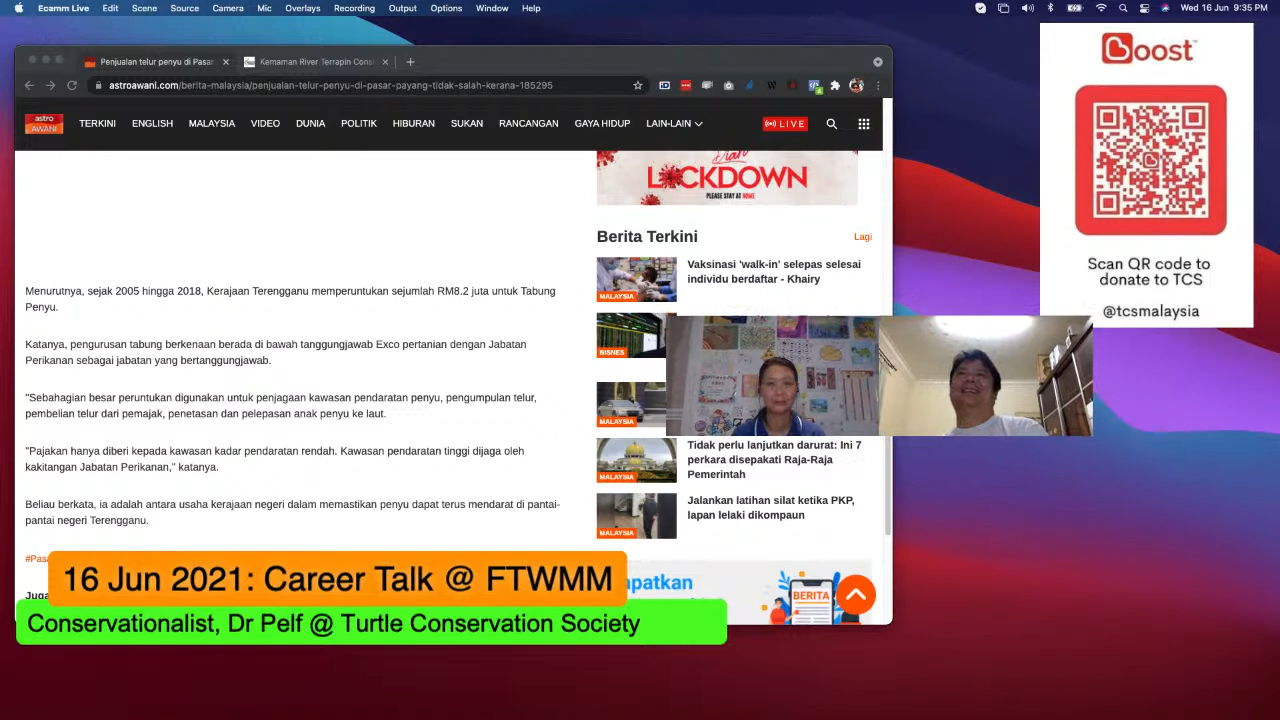 Ecamm Live Edit Scene Source Camera Displays Overlays Recording Output Options Window Help
Wed 16 Jun 9:35 PM
Penjualan telur penyu di Pasar
Kemaman River Terrapin Conse
astroawani.com/berita-malaysia/penjualan-telur-penyu-di-pasar-payang-tidak-salah-kerana-185295
astro AWANI
TERKINI ENGLISH MALAYSIA VIDEO DUNIA POLITIK HIBURAN SUKAN RANCANGAN GAYA HIDUP LAIN-LAIN
LIVE
LOCKDOWN
PLEASE STAY AT HOME
Menurutnya, sejak 2005 hingga 2018, Kerajaan Terengganu memperuntukan sejumlah RM8.2 juta untuk Tabung
Penyu.
Katanya, pengurusan tabung berkenaan berada di bawah tanggungjawab Exco pertanian dengan Jabatan
Perikanan sebagai jabatan yang bertanggungjawab.
"Sebahagian besar peruntukan digunakan untuk penjagaan kawasan pendaratan penyu, pengumpulan telur,
pembelian telur dari pemajak, penetasan dan pelepasan anak penyu ke laut.
"Pajakan hanya diberi kepada kawasan kadar pendaratan rendah. Kawasan pendaratan tinggi dijaga oleh
kakitangan Jabatan Perikanan," katanya.
Beliau berkata, ia adalah antara usaha kerajaan negeri dalam memastikan penyu dapat terus mendarat di pantai-
pantai negeri Terengganu.
#Pasa
Juga
Berita Terkini
Lagi
Vaksinasi 'walk-in' selepas selesai
individu berdaftar - Khairy
MALAYSIA
BISNES
MALAYSIA
Tidak perlu lanjutkan darurat: Ini 7
perkara disepakati Raja-Raja
Pemerintah
MALAYSIA
Jalankan latihan silat ketika PKP,
lapan lelaki dikompaun
MALAYSIA
apatkan
BERITA
Boost
Scan QR code to
donate to TCS
@tcsmalaysia
16 Jun 2021: Career Talk @ FTWMM
Conservationalist, Dr Pelf @ Turtle Conservation Society